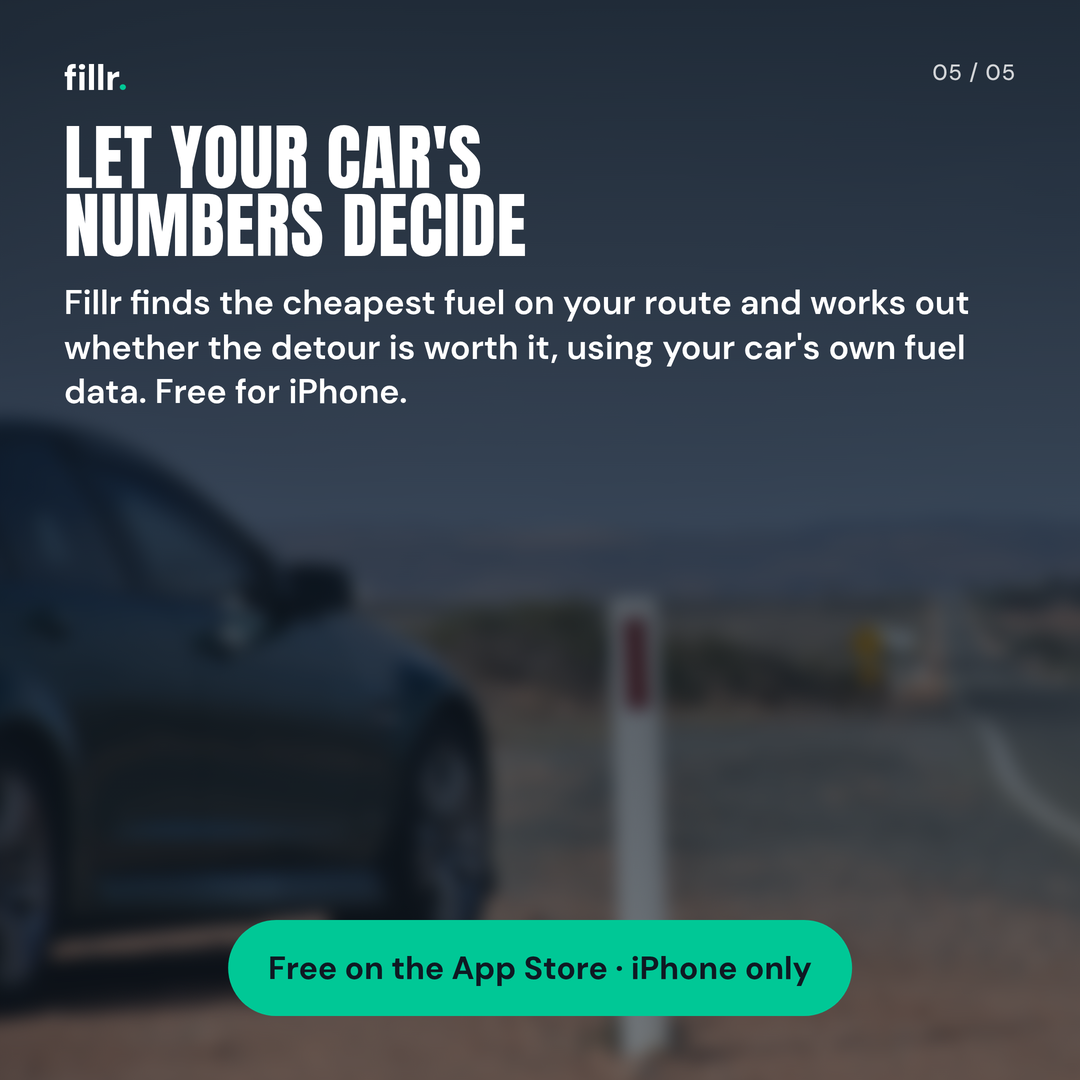 fillr.
05 / 05
LET YOUR CAR'S
NUMBERS DECIDE
Fillr finds the cheapest fuel on your route and works out
whether the detour is worth it, using your car's own fuel
data. Free for iPhone.
Free on the App Store · iPhone only